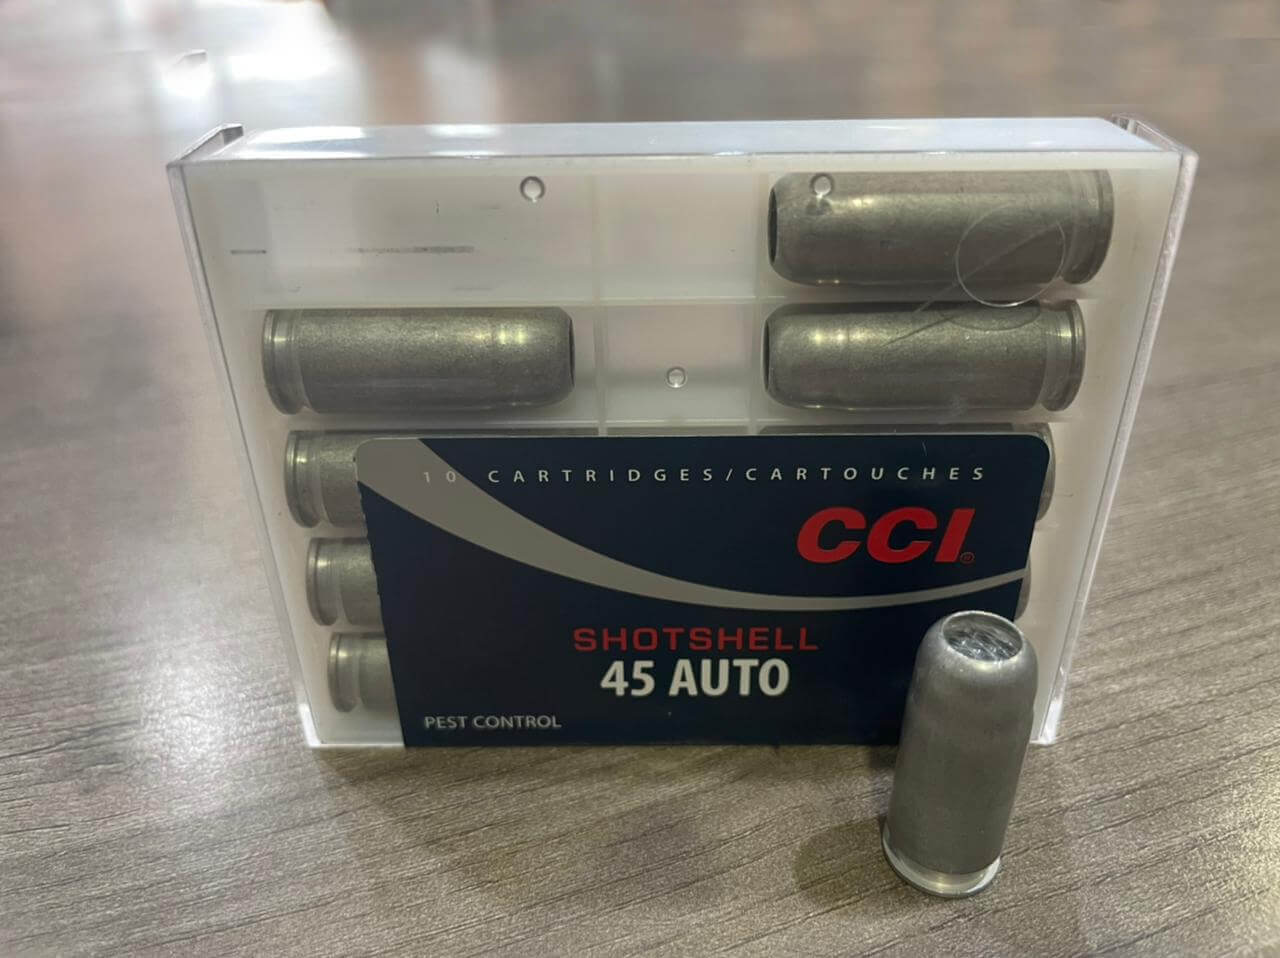 10 CARTRIDGES/CARTOUCHES
CCI®
SHOTSHELL
45 AUTO
PEST CONTROL